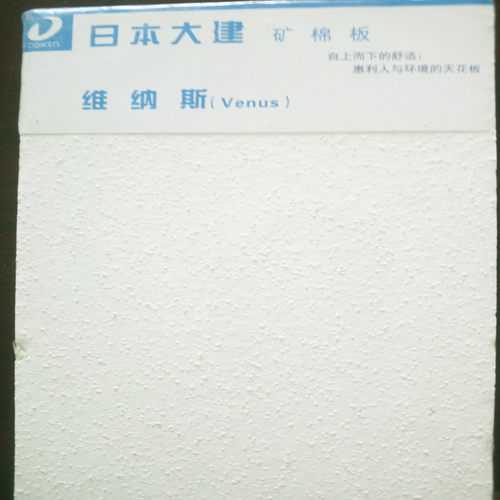 DAIKEN
日本大建 矿棉板
自上而下的舒适：
惠利人与环境的天花板
维纳斯(Venus)